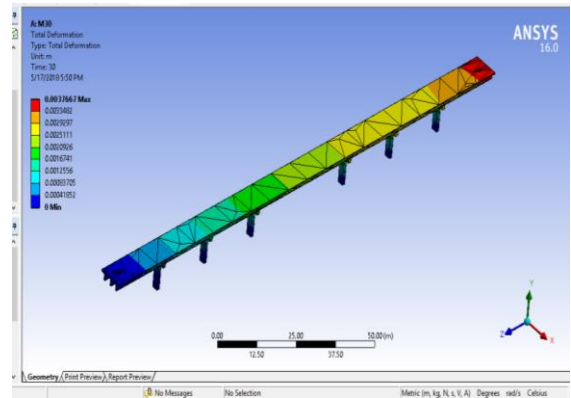 A: M30
Total Deformation
Type: Total Deformation
Unit: m
Time: 30
5/17/2018 5:50 PM
0.0037667 Max
0.0033482
0.0029297
0.0025111
0.0020926
0.0016741
0.0012556
0.00083705
0.00041852
0 Min
ANSYS
16.0
0.00
25.00
50.00 (m)
12.50
37.50
Y
Z
X
Geometry Print Preview Report Preview
No Messages
No Selection
Metric (m, kg, N, s, V, A) Degrees rad/s Celsius